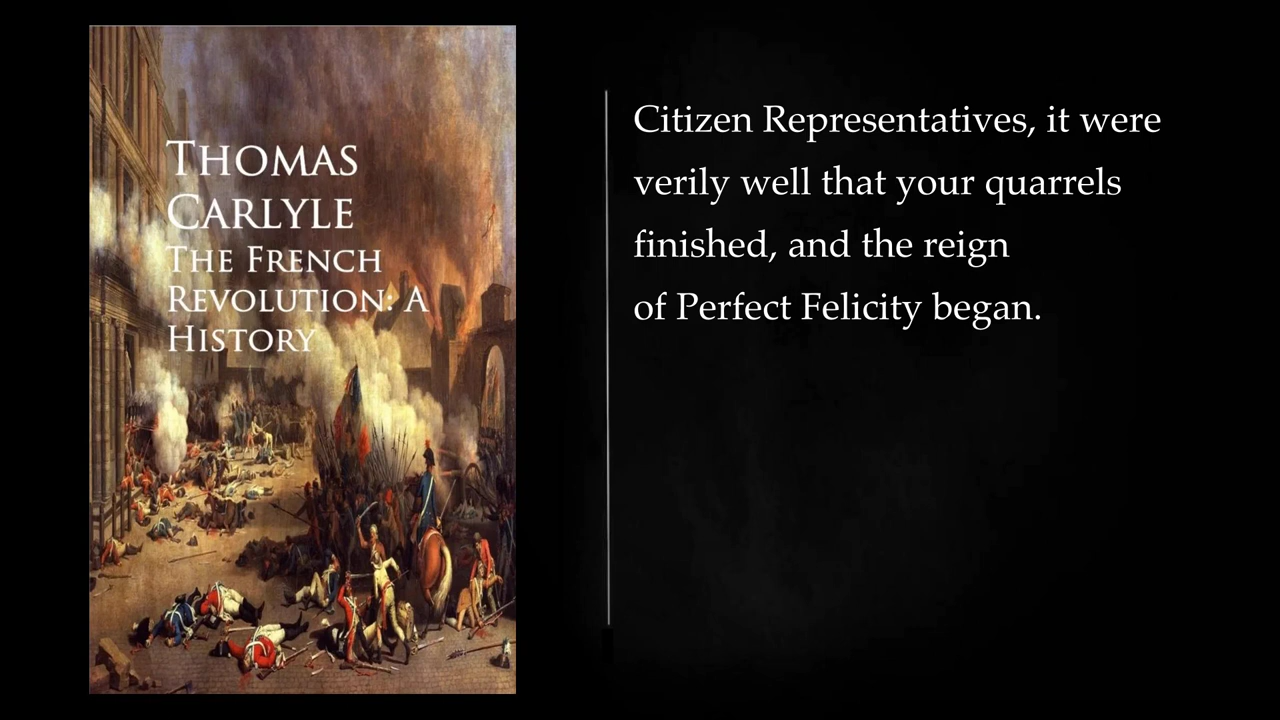 THOMAS
CARLYLE
THE FRENCH
REVOLUTION: A
HISTORY
Citizen Representatives, it were
verily well that your quarrels
finished, and the reign
of Perfect Felicity began.